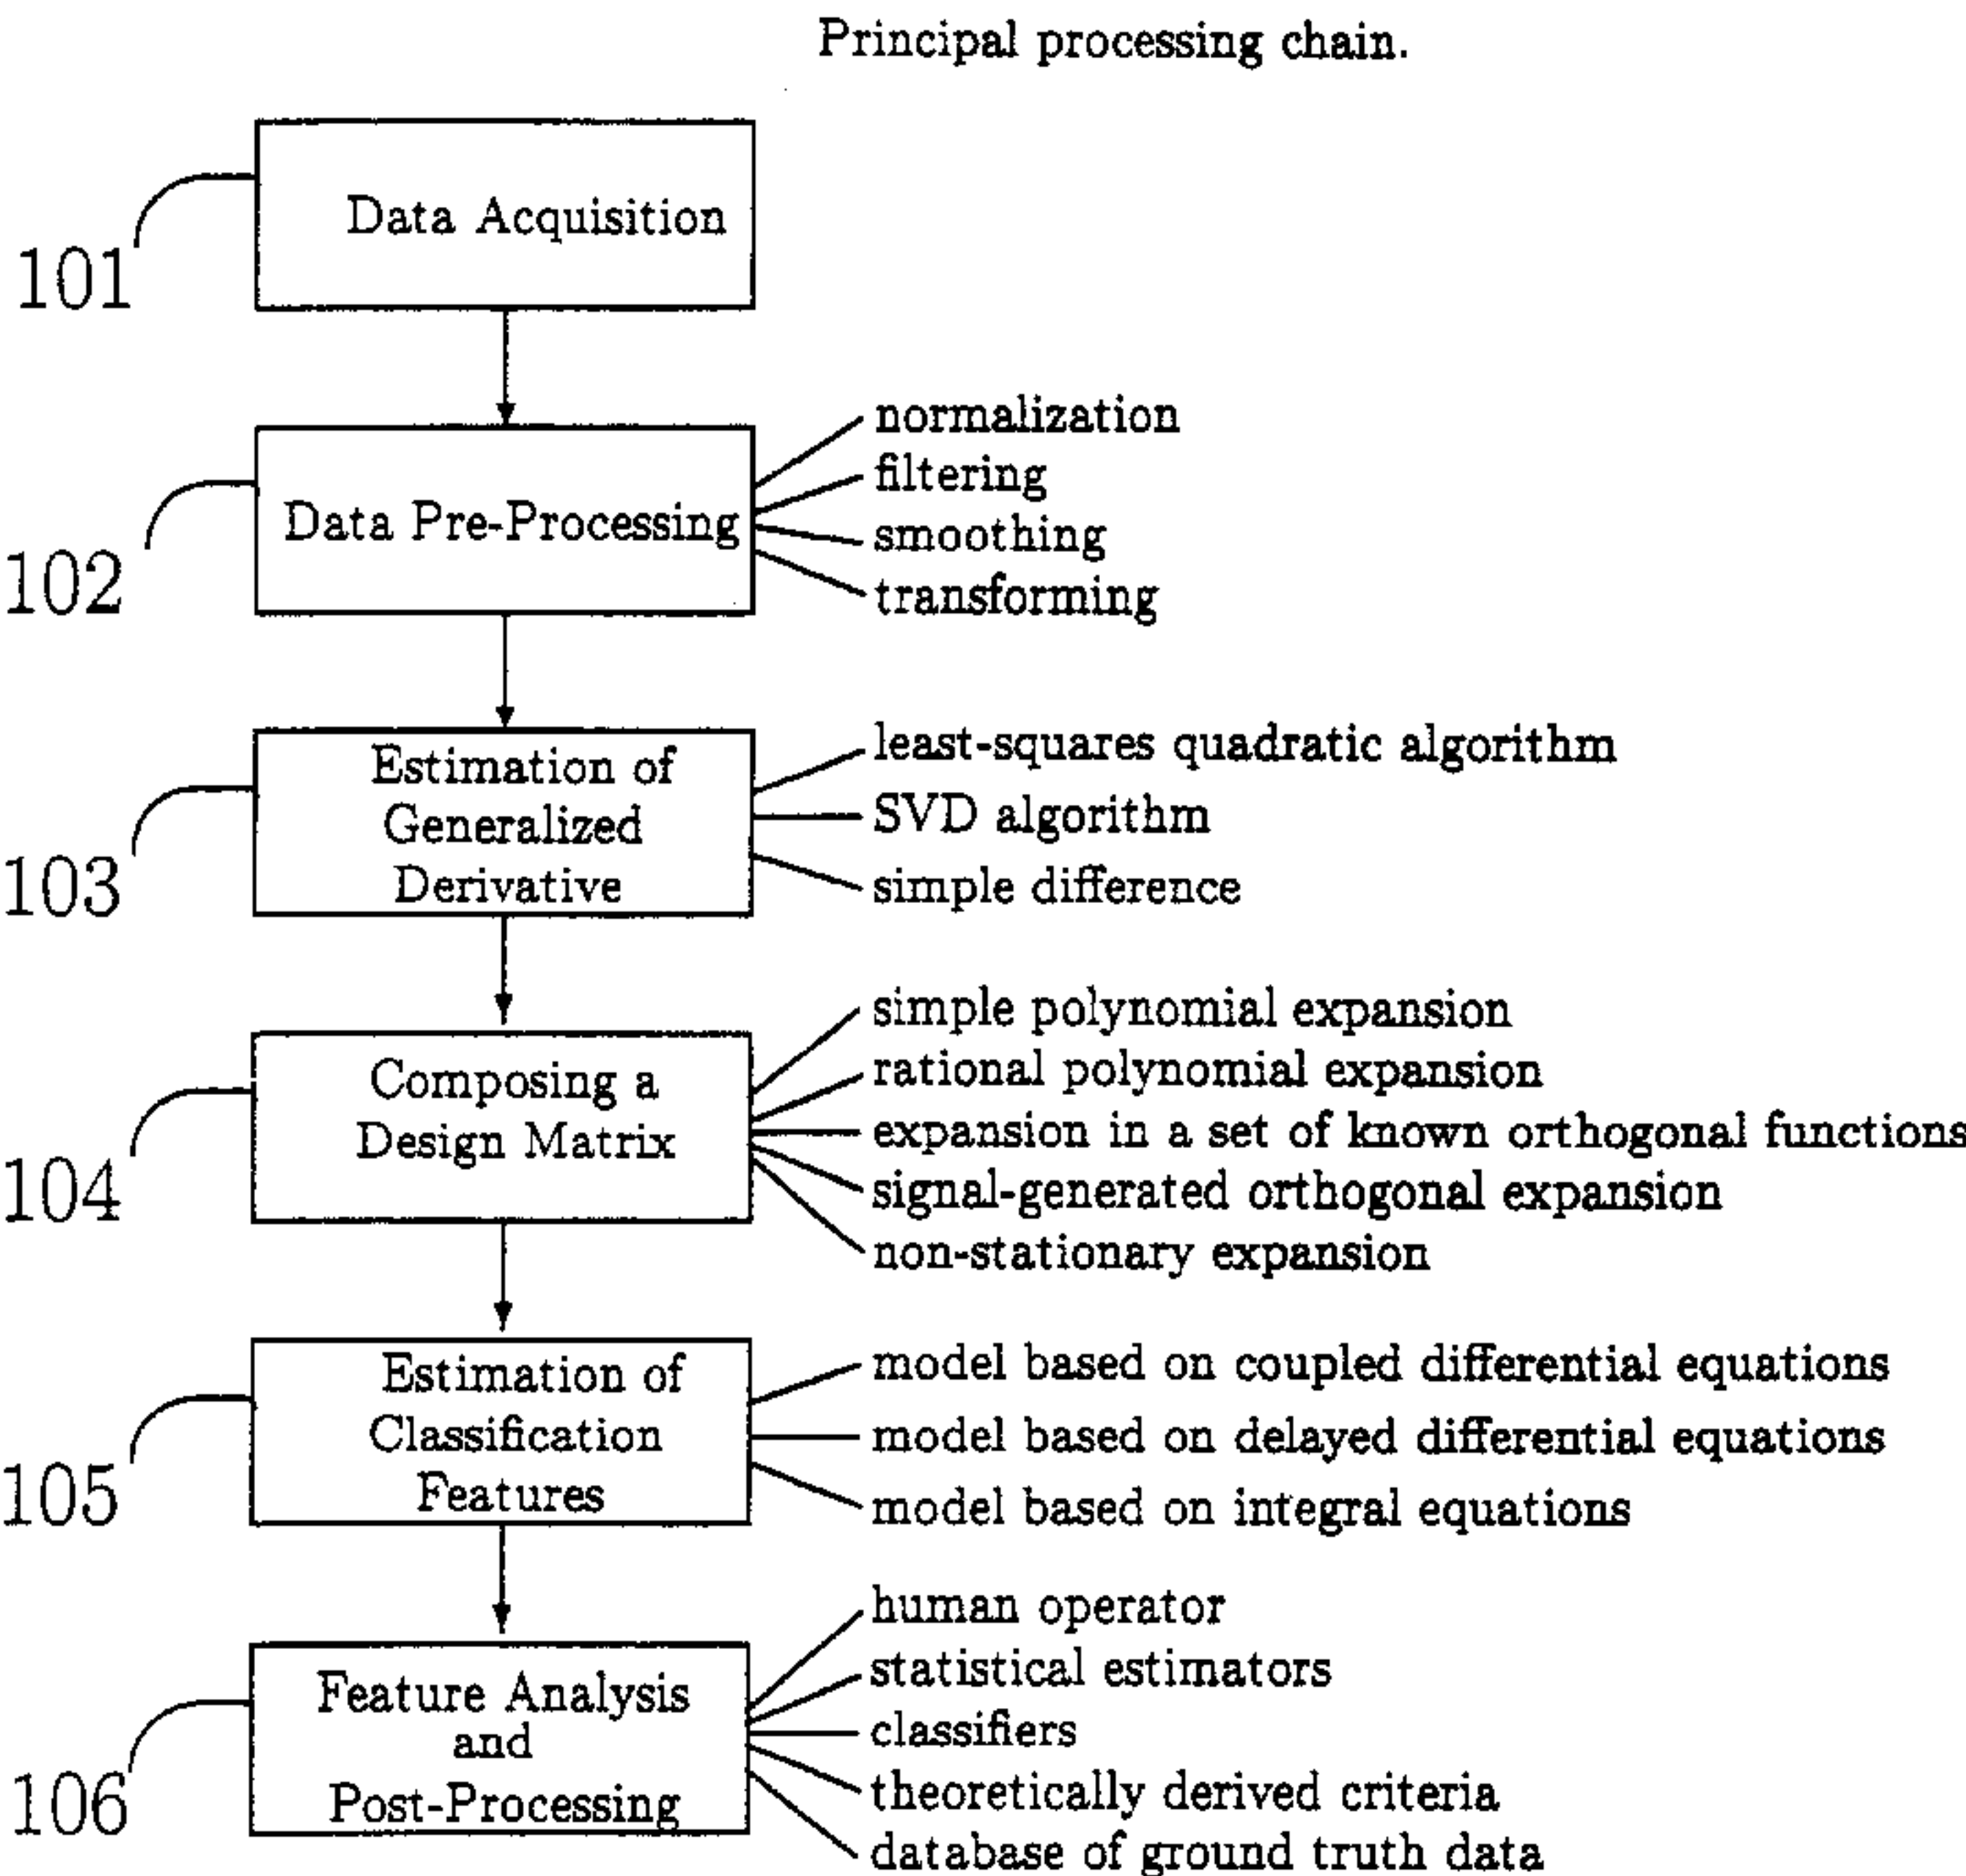 Principal processing chain.
101
Data Acquisition
102
Data Pre-Processing
normalization
filtering
smoothing
transforming
103
Estimation of
Generalized
Derivative
least-squares quadratic algorithm
SVD algorithm
simple difference
104
Composing a
Design Matrix
simple polynomial expansion
rational polynomial expansion
expansion in a set of known orthogonal functions
signal-generated orthogonal expansion
non-stationary expansion
105
Estimation of
Classification
Features
model based on coupled differential equations
model based on delayed differential equations
model based on integral equations
106
Feature Analysis
and
Post-Processing
human operator
statistical estimators
classifiers
theoretically derived criteria
database of ground truth data